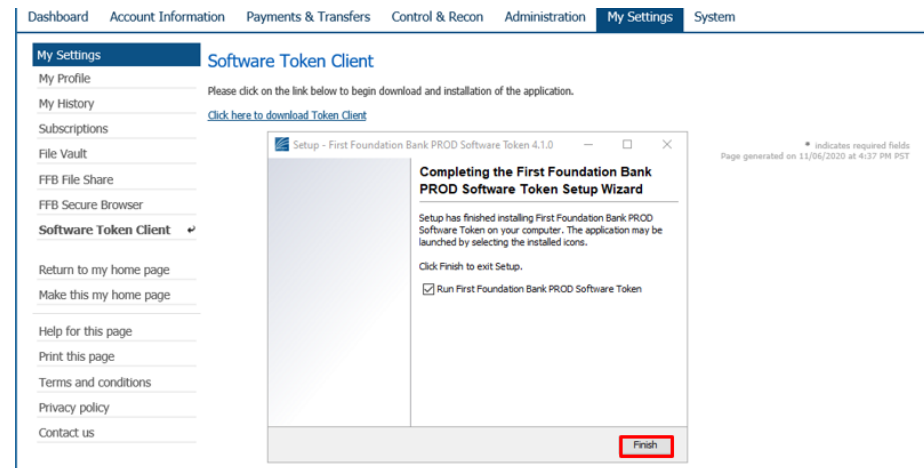 Dashboard Account Information Payments & Transfers Control & Recon Administration My Settings System
My Settings
My Profile
My History
Subscriptions
File Vault
FFB File Share
FFB Secure Browser
Software Token Client
Return to my home page
Make this my home page
Help for this page
Print this page
Terms and conditions
Privacy policy
Contact us
Software Token Client
Please click on the link below to begin download and installation of the application.
Click here to download Token Client
* indicates required fields
Page generated on 11/06/2020 at 4:37 PM PST
Setup - First Foundation Bank PROD Software Token 4.1.0
Completing the First Foundation Bank
PROD Software Token Setup Wizard
Setup has finished installing First Foundation Bank PROD
Software Token on your computer. The application may be
launched by selecting the installed icons.
Click Finish to exit Setup.
Run First Foundation Bank PROD Software Token
Finish